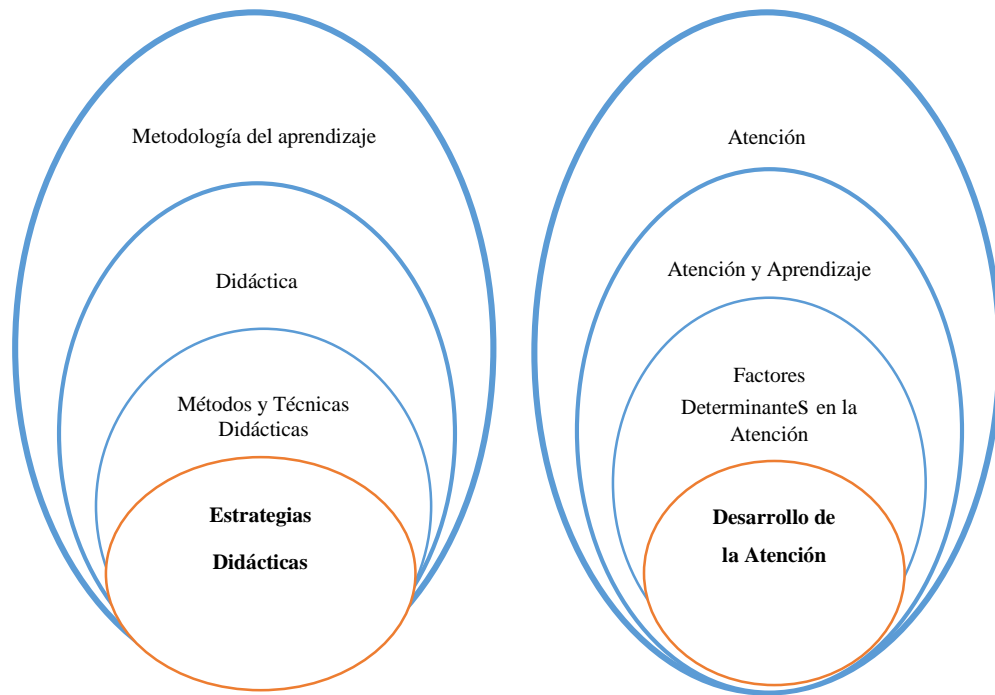 Metodología del aprendizaje
Didáctica
Métodos y Técnicas
Didácticas
Estrategias
Didácticas
Atención
Atención y Aprendizaje
Factores
DeterminanteS en la
Atención
Desarrollo de
la Atención